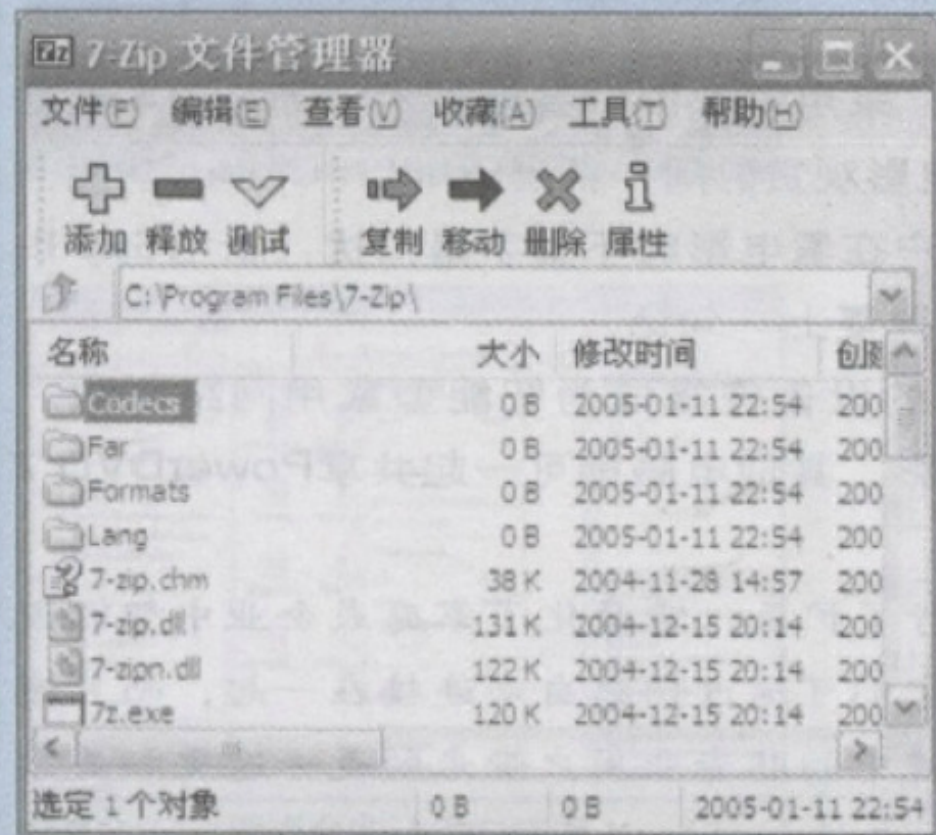 7-Zip 文件管理器
文件(F) 编辑(E) 查看(V) 收藏(A) 工具(T) 帮助(H)
添加 释放 测试 复制 移动 删除 属性
C:\Program Files\7-Zip\
名称 大小 修改时间
Codecs 0 B 2005-01-11 22:54 200
Far 0 B 2005-01-11 22:54 200
Formats 0 B 2005-01-11 22:54 200
Lang 0 B 2005-01-11 22:54 200
7-zip.chm 38 K 2004-11-28 14:57 200
7-zip.dll 131 K 2004-12-15 20:14 200
7-zipn.dll 122 K 2004-12-15 20:14 200
7z.exe 120 K 2004-12-15 20:14 200
选定 1 个对象 0 B 0 B 2005-01-11 22:54